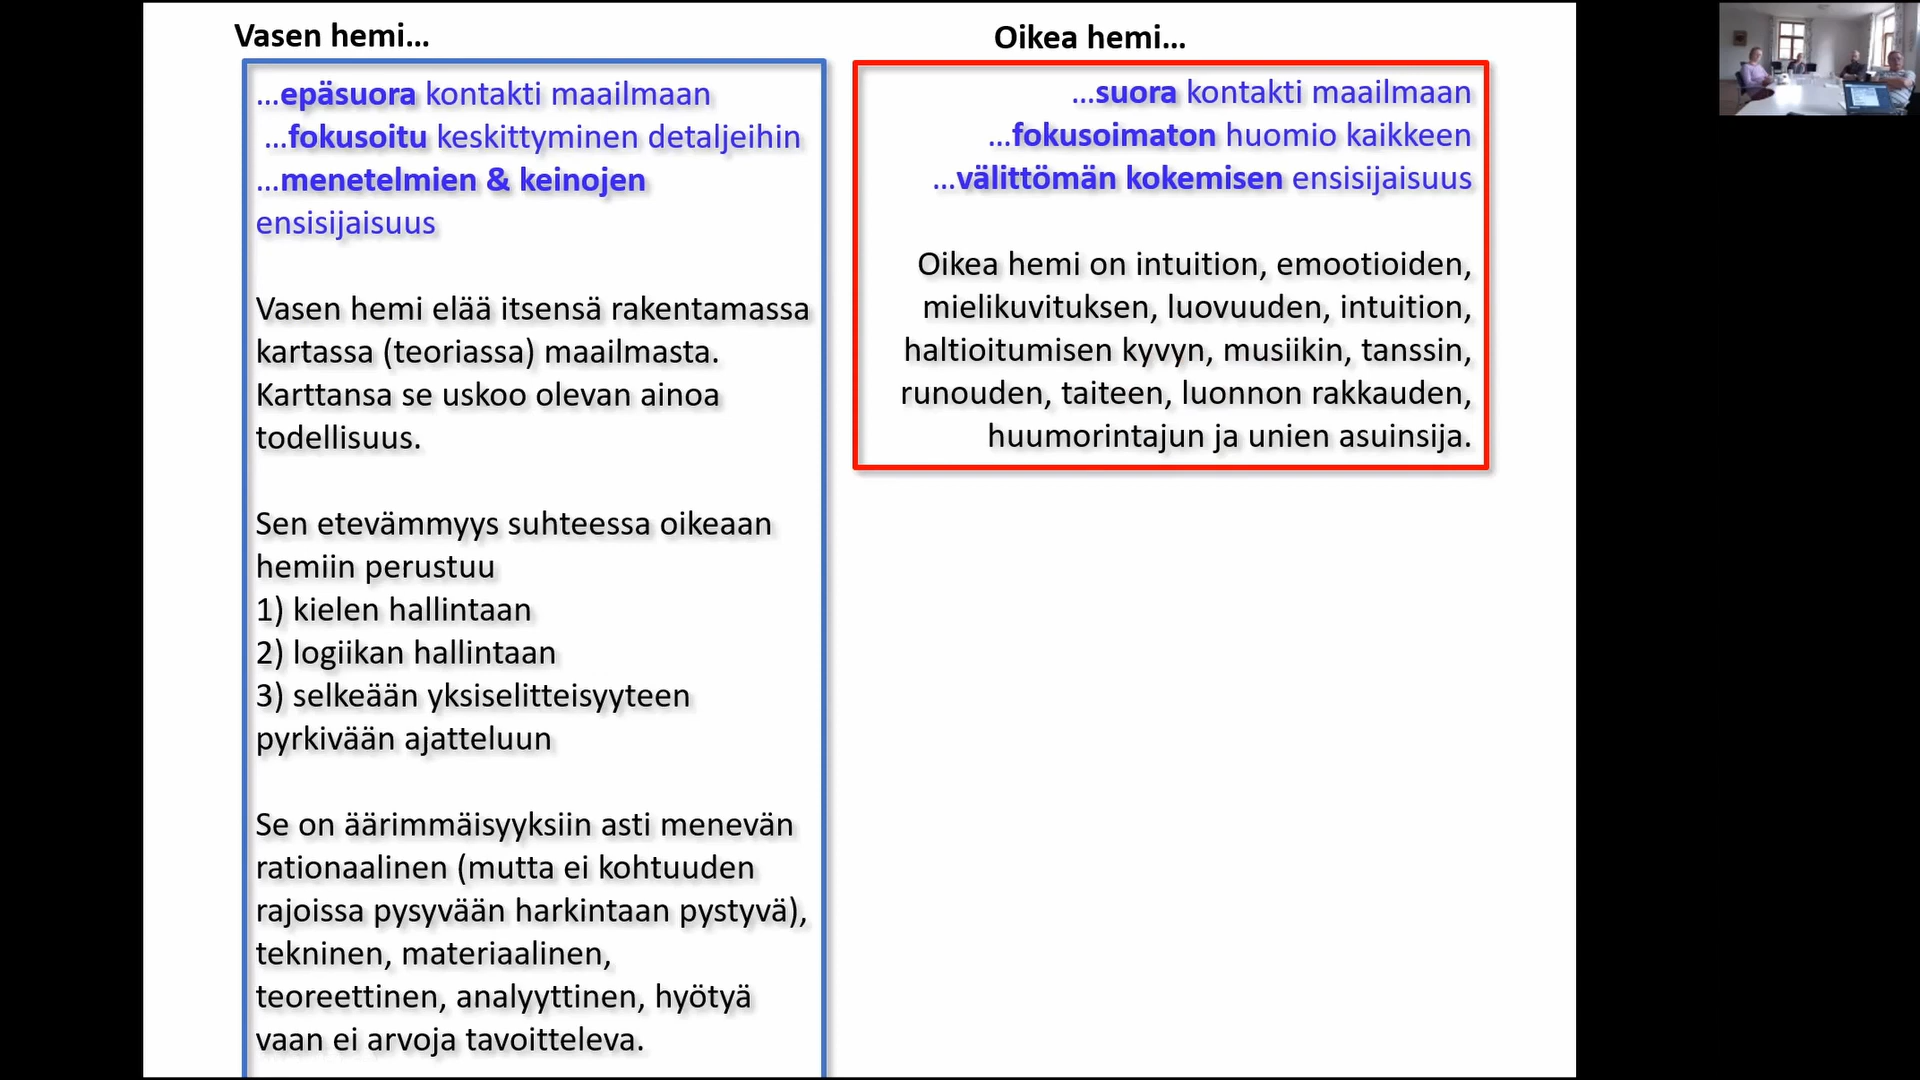 Vasen hemi...
...epäsuora kontakti maailmaan
...fokusoitu keskittyminen detaljeihin
...menetelmien & keinojen
ensisijaisuus
Vasen hemi elää itsensä rakentamassa
kartassa (teoriassa) maailmasta.
Karttansa se uskoo olevan ainoa
todellisuus.
Sen etevämmyys suhteessa oikeaan
hemiin perustuu
1) kielen hallintaan
2) logiikan hallintaan
3) selkeään yksiselitteisyyteen
pyrkivään ajatteluun
Se on äärimmäisyyksiin asti menevän
rationaalinen (mutta ei kohtuuden
rajoissa pysyvään harkintaan pystyvä),
tekninen, materiaalinen,
teoreettinen, analyyttinen, hyötyä
vaan ei arvoja tavoitteleva.
Oikea hemi...
...suora kontakti maailmaan
...fokusoimaton huomio kaikkeen
...välittömän kokemisen ensisijaisuus
Oikea hemi on intuition, emootioiden,
mielikuvituksen, luovuuden, intuition,
haltioitumisen kyvyn, musiikin, tanssin,
runouden, taiteen, luonnon rakkauden,
huumorintajun ja unien asuinsija.